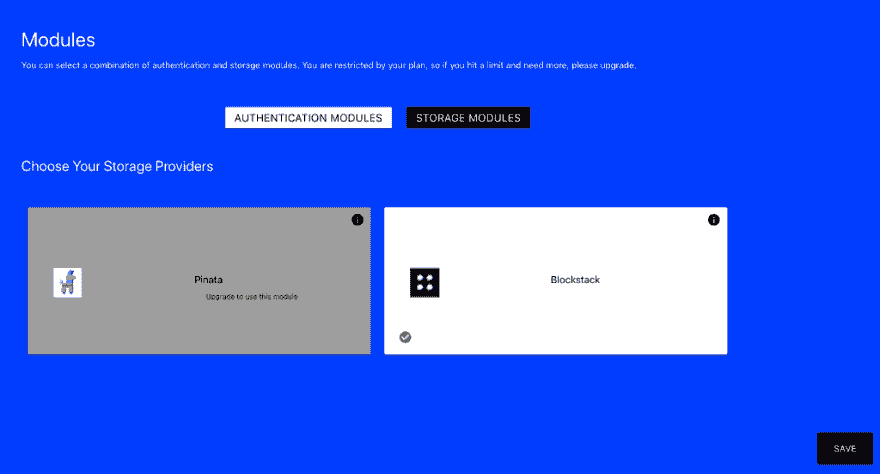 Modules
You can select a combination of authentication and storage modules. You are restricted by your plan, so if you hit a limit and need more, please upgrade.
AUTHENTICATION MODULES
STORAGE MODULES
Choose Your Storage Providers
Pinata
Upgrade to use this module
Blockstack
SAVE